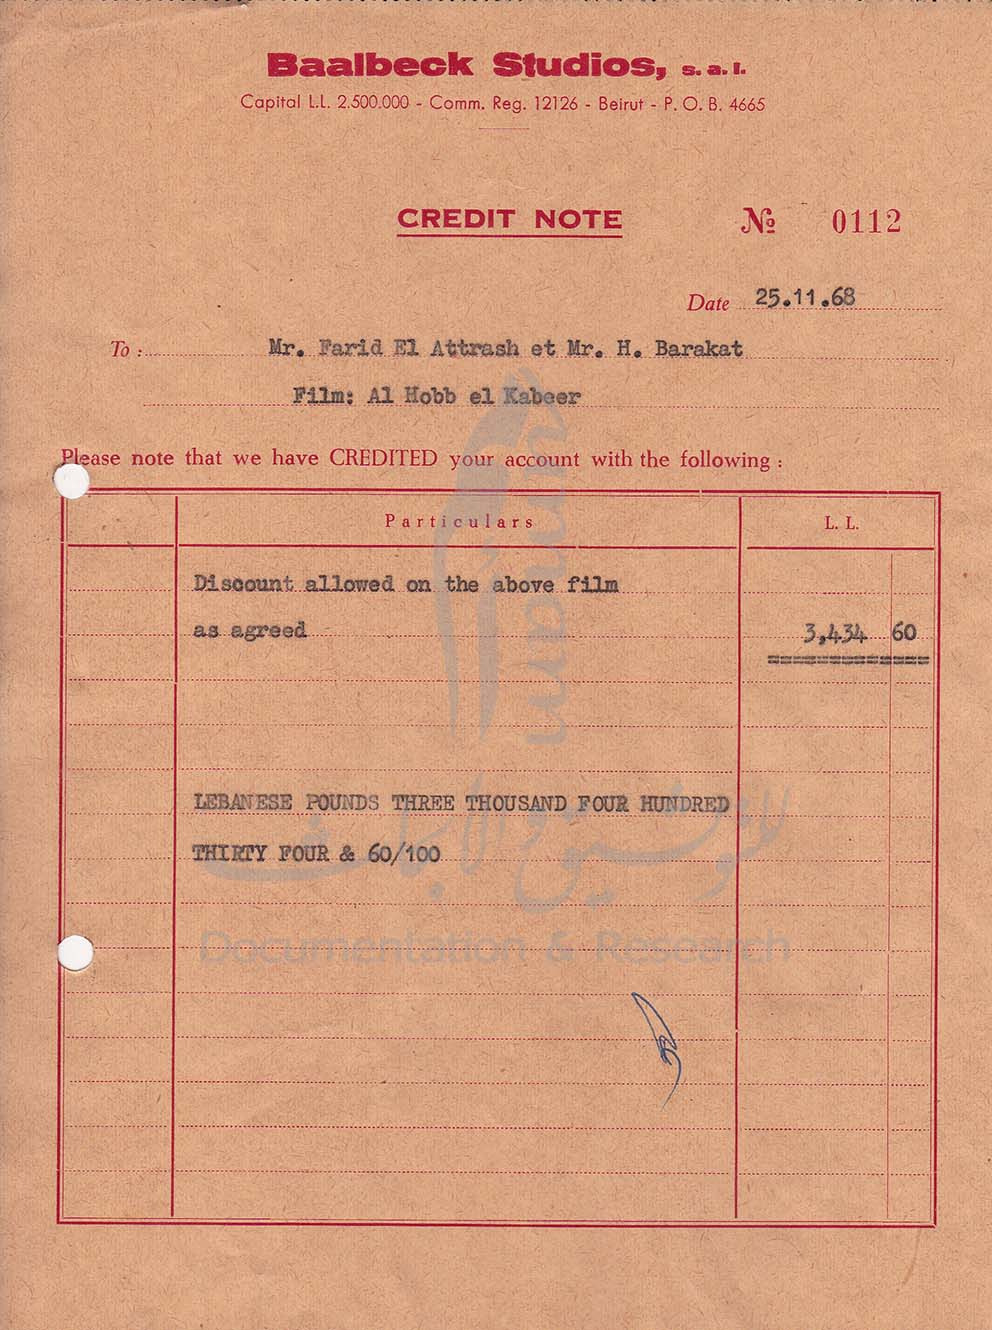 Baalbeck Studios, s.a.l.
Capital L.L. 2.500.000 - Comm. Reg. 12126 - Beirut - P. O. B. 4665
CREDIT NOTE № 0112
Date 25.11.68
To : Mr. Farid El Attrash et Mr. H. Barakat
Film: Al Hobb el Kabeer
Please note that we have CREDITED your account with the following :
Particulars L. L.
Discount allowed on the above film
as agreed 3,434 60
LEBANESE POUNDS THREE THOUSAND FOUR HUNDRED
THIRTY FOUR & 60/100
umam
للتوثيق والأبحاث
Documentation & Research